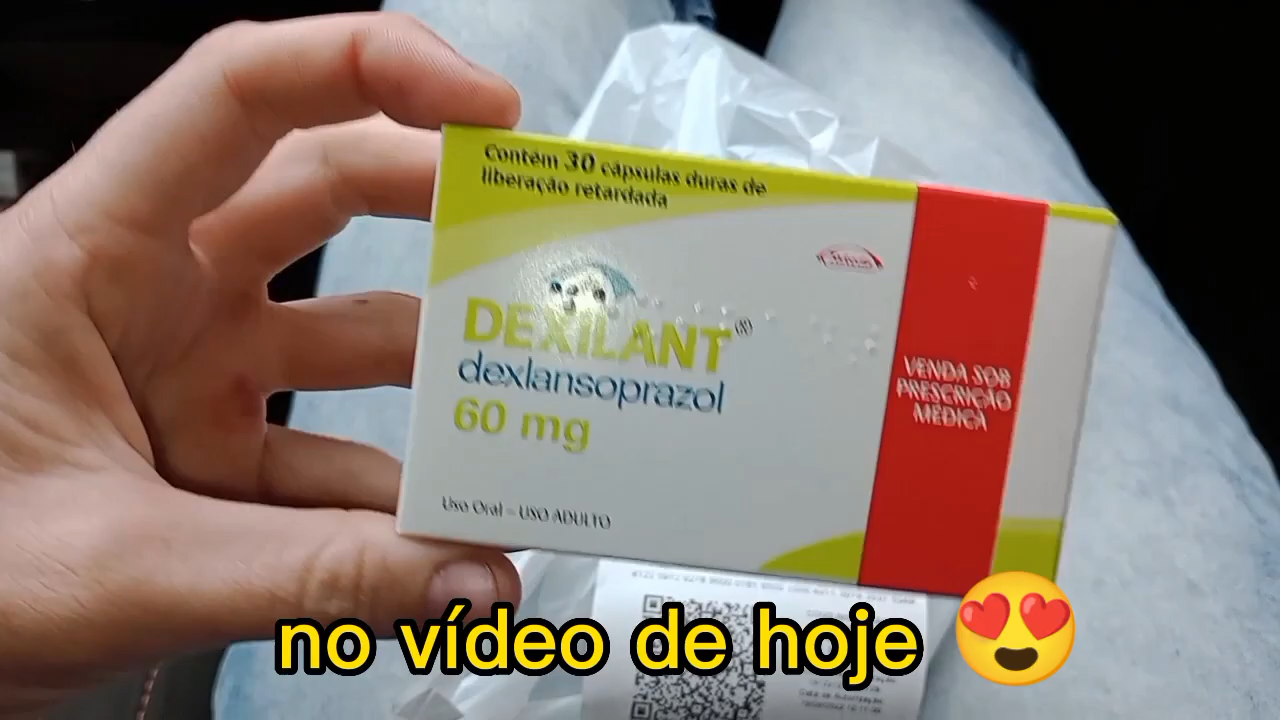 Contém 30 cápsulas duras de
liberação retardada
DEXILANT®
dexlansoprazol
60 mg
Uso Oral – USO ADULTO
VENDA SOB
PRESCRIÇÃO
MÉDICA
no vídeo de hoje 😍